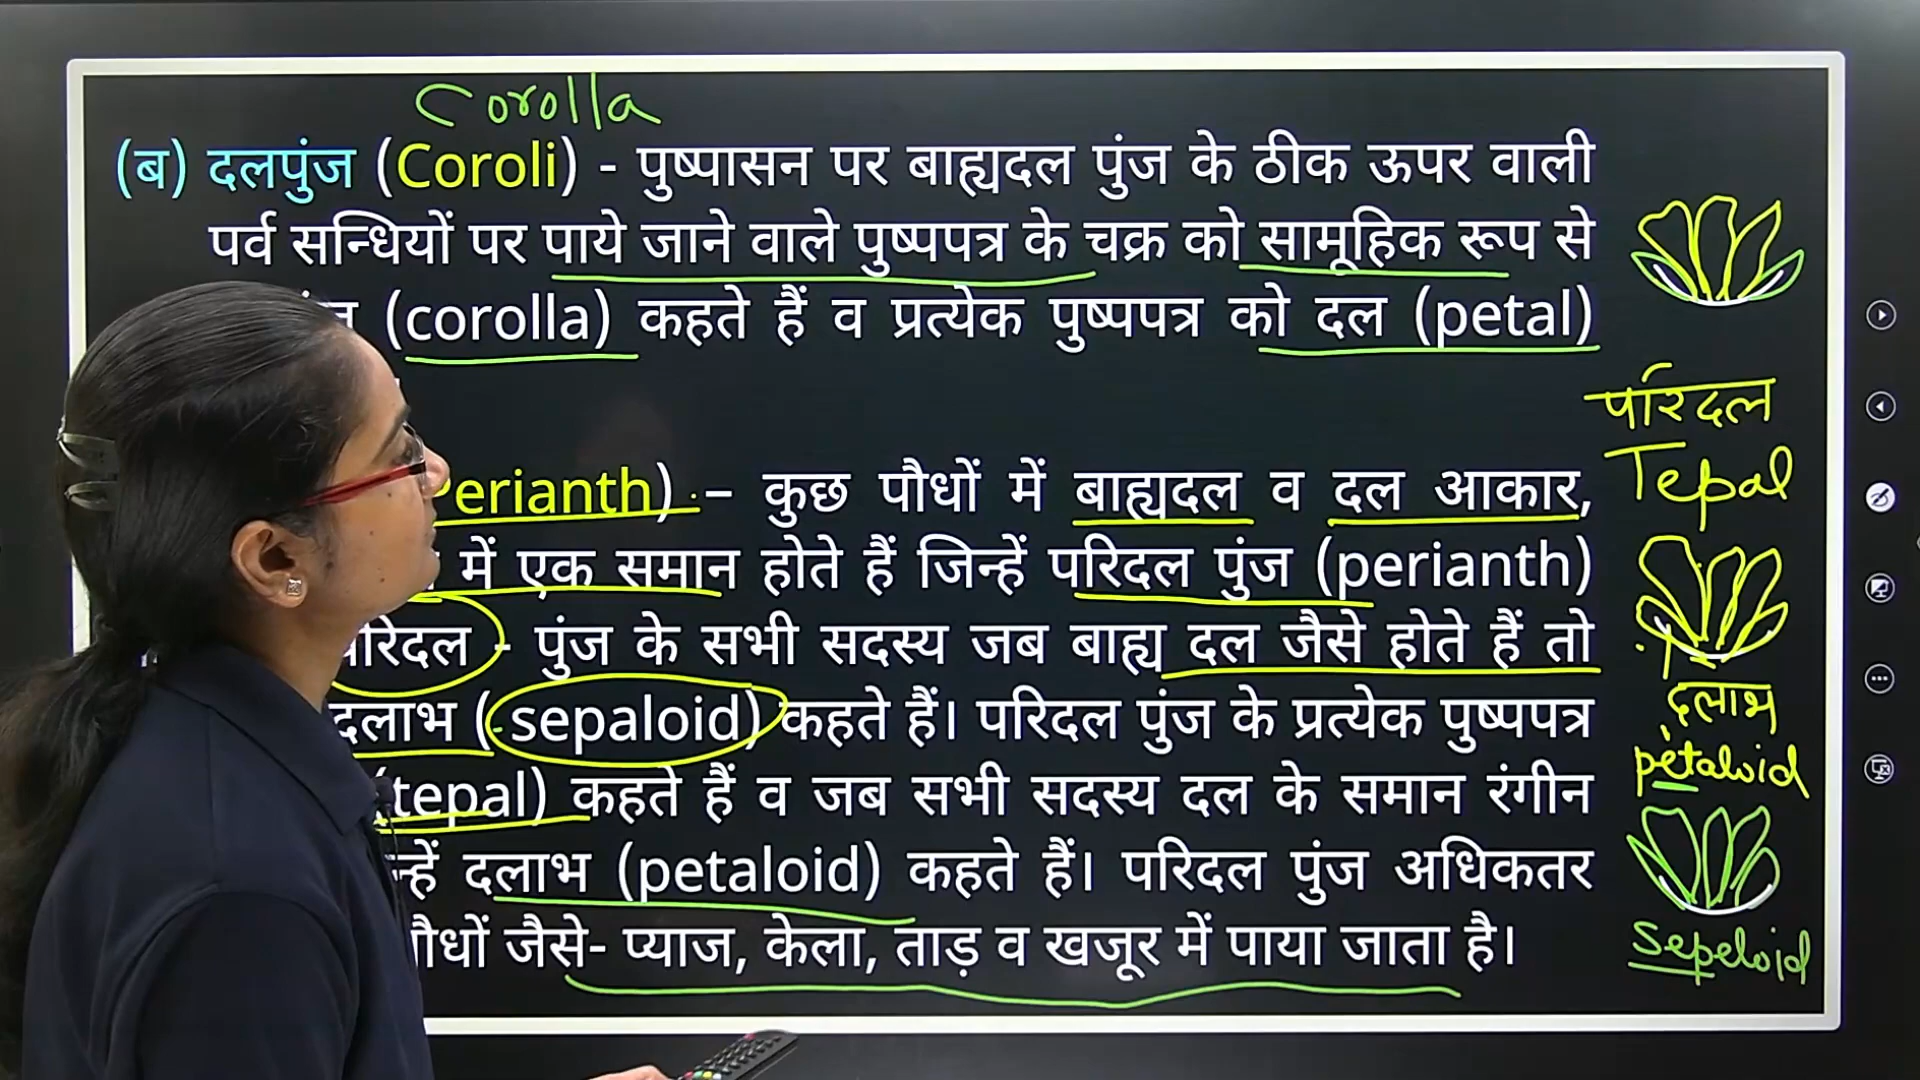 Corolla
(ब) दलपुंज (Coroli) - पुष्पासन पर बाह्यदल पुंज के ठीक ऊपर वाली
पर्व सन्धियों पर पाये जाने वाले पुष्पपत्र के चक्र को सामूहिक रूप से
(corolla) कहते हैं व प्रत्येक पुष्पपत्र को दल (petal)
erianth) – कुछ पौधों में बाह्यदल व दल आकार,
में एक समान होते हैं जिन्हें परिदल पुंज (perianth)
रिदल - पुंज के सभी सदस्य जब बाह्य दल जैसे होते हैं तो
दलाभ ( sepaloid) कहते हैं। परिदल पुंज के प्रत्येक पुष्पपत्र
(tepal) कहते हैं व जब सभी सदस्य दल के समान रंगीन
न्हें दलाभ (petaloid) कहते हैं। परिदल पुंज अधिकतर
ौधों जैसे- प्याज, केला, ताड़ व खजूर में पाया जाता है।
परिदल
Tepal
दलाभ
petaloid
sepeloid